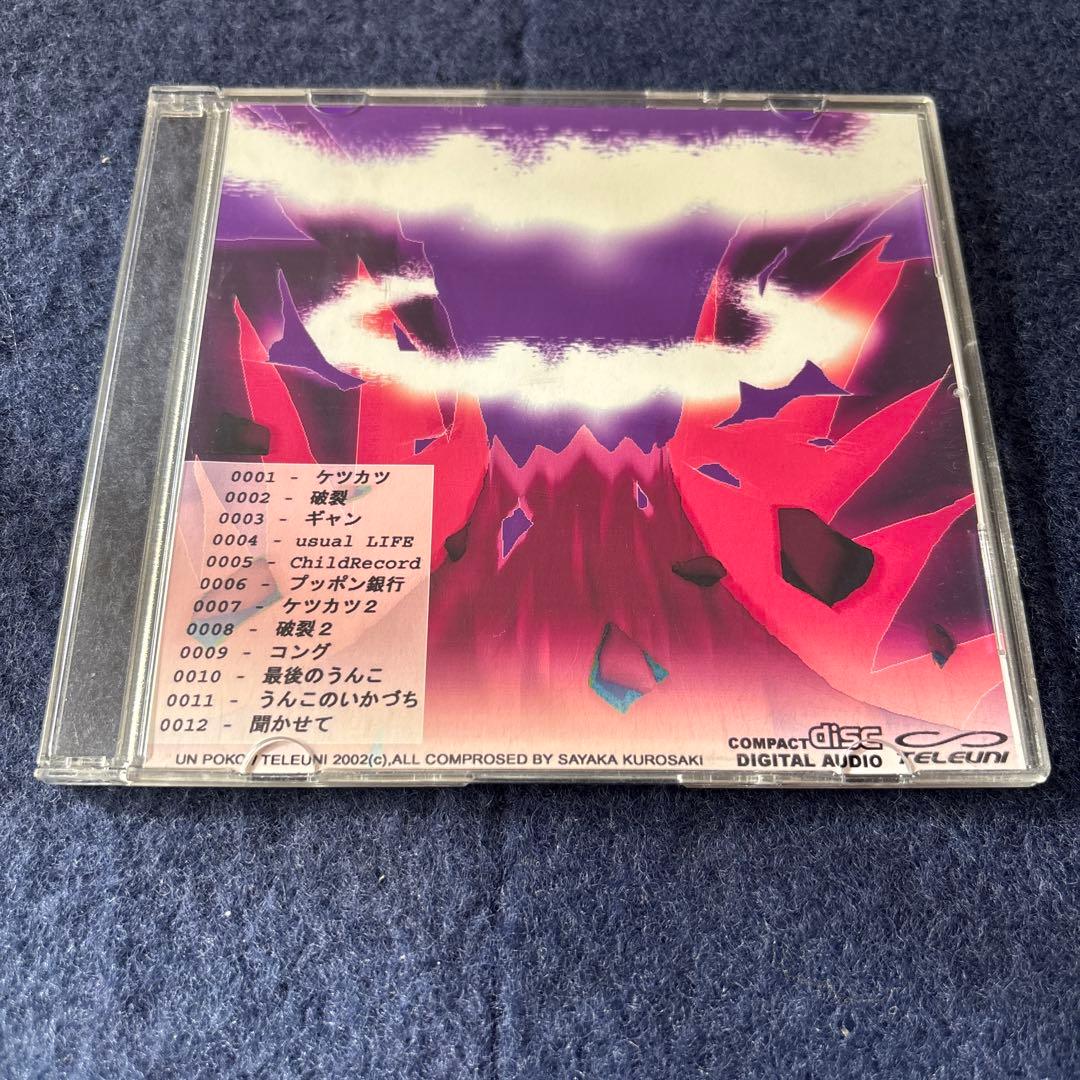 0001 - ケツカツ
0002 - 破裂
0003 - ギャン
0004 - usual LIFE
0005 - ChildRecord
0006 - プッポン銀行
0007 - ケツカツ2
0008 - 破裂2
0009 - コング
0010 - 最後のうんこ
0011 - うんこのいかづち
0012 - 聞かせて
UN TELEUNI 2002(c),ALL COMPROSED BY SAYAKA KUROSAKI
COMPACT disc
DIGITAL AUDIO
TELEUNI